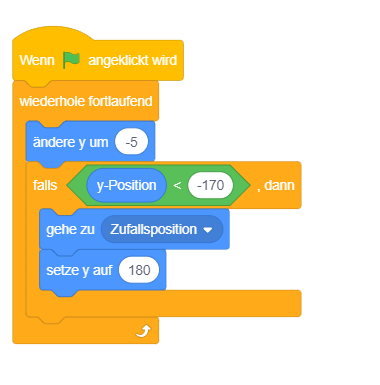 Wenn angeklickt wird
wiederhole fortlaufend
ändere y um -5
falls y-Position < -170 , dann
gehe zu Zufallsposition
setze y auf 180